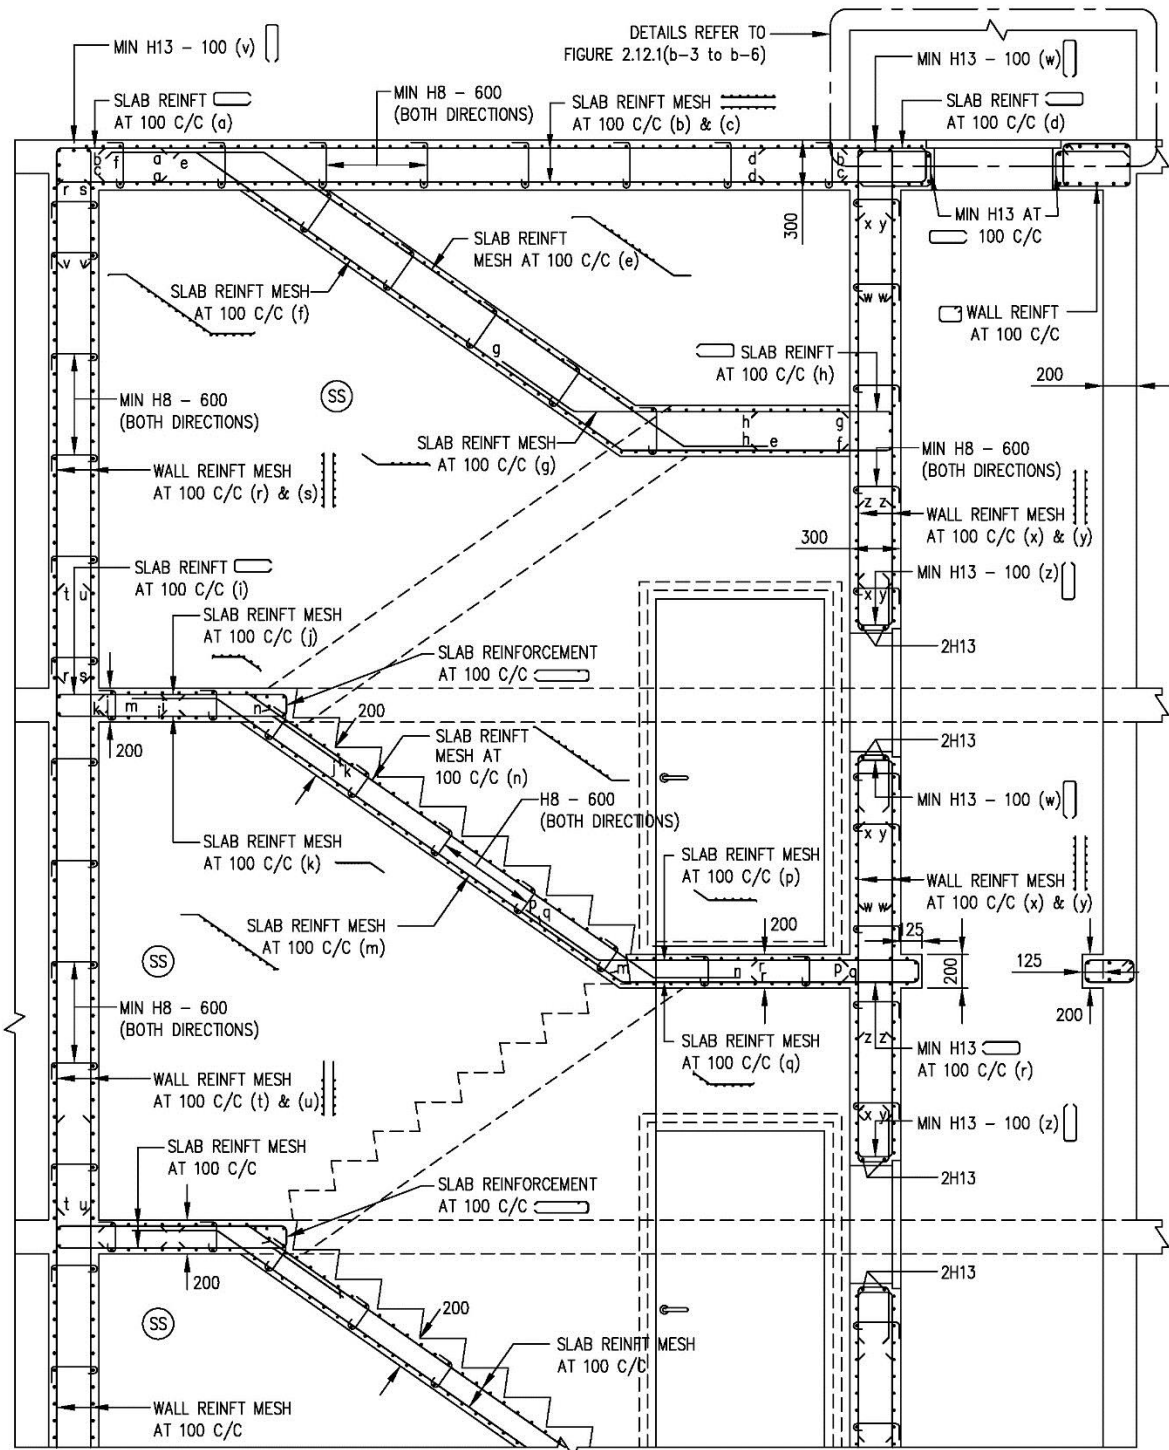 DETAILS REFER TO
FIGURE 2.12.1(b-3 to b-6)
MIN H13 - 100 (v)
MIN H13 - 100 (w)
SLAB REINFT
AT 100 C/C (a)
MIN H8 - 600
(BOTH DIRECTIONS)
SLAB REINFT MESH
AT 100 C/C (b) & (c)
SLAB REINFT
AT 100 C/C (d)
b
f
a
e
d
b
c
a
d
c
r s
300
x y
MIN H13 AT
100 C/C
SLAB REINFT
MESH AT 100 C/C (e)
v v
SLAB REINFT MESH
AT 100 C/C (f)
w w
WALL REINFT
AT 100 C/C
g
SLAB REINFT
AT 100 C/C (h)
200
MIN H8 - 600
(BOTH DIRECTIONS)
SS
h
g
h
e
f
SLAB REINFT MESH
AT 100 C/C (g)
MIN H8 - 600
(BOTH DIRECTIONS)
WALL REINFT MESH
AT 100 C/C (r) & (s)
z z
WALL REINFT MESH
AT 100 C/C (x) & (y)
300
SLAB REINFT
AT 100 C/C (i)
MIN H13 - 100 (z)
t u
x y
SLAB REINFT MESH
AT 100 C/C (j)
2H13
SLAB REINFORCEMENT
AT 100 C/C
r s
k
j
m
i
n
200
200
SLAB REINFT
MESH AT
100 C/C (n)
2H13
j k
H8 - 600
(BOTH DIRECTIONS)
MIN H13 - 100 (w)
SLAB REINFT MESH
AT 100 C/C (k)
x y
SLAB REINFT MESH
AT 100 C/C (p)
WALL REINFT MESH
AT 100 C/C (x) & (y)
p q
w w
SLAB REINFT MESH
AT 100 C/C (m)
200
125
SS
m
n
r
p
q
200
125
MIN H8 - 600
(BOTH DIRECTIONS)
200
SLAB REINFT MESH
AT 100 C/C (q)
z z
MIN H13
AT 100 C/C (r)
WALL REINFT MESH
AT 100 C/C (t) & (u)
x y
MIN H13 - 100 (z)
SLAB REINFT MESH
AT 100 C/C
2H13
SLAB REINFORCEMENT
AT 100 C/C
t u
200
2H13
200
SS
SLAB REINFT MESH
AT 100 C/C
WALL REINFT MESH
AT 100 C/C